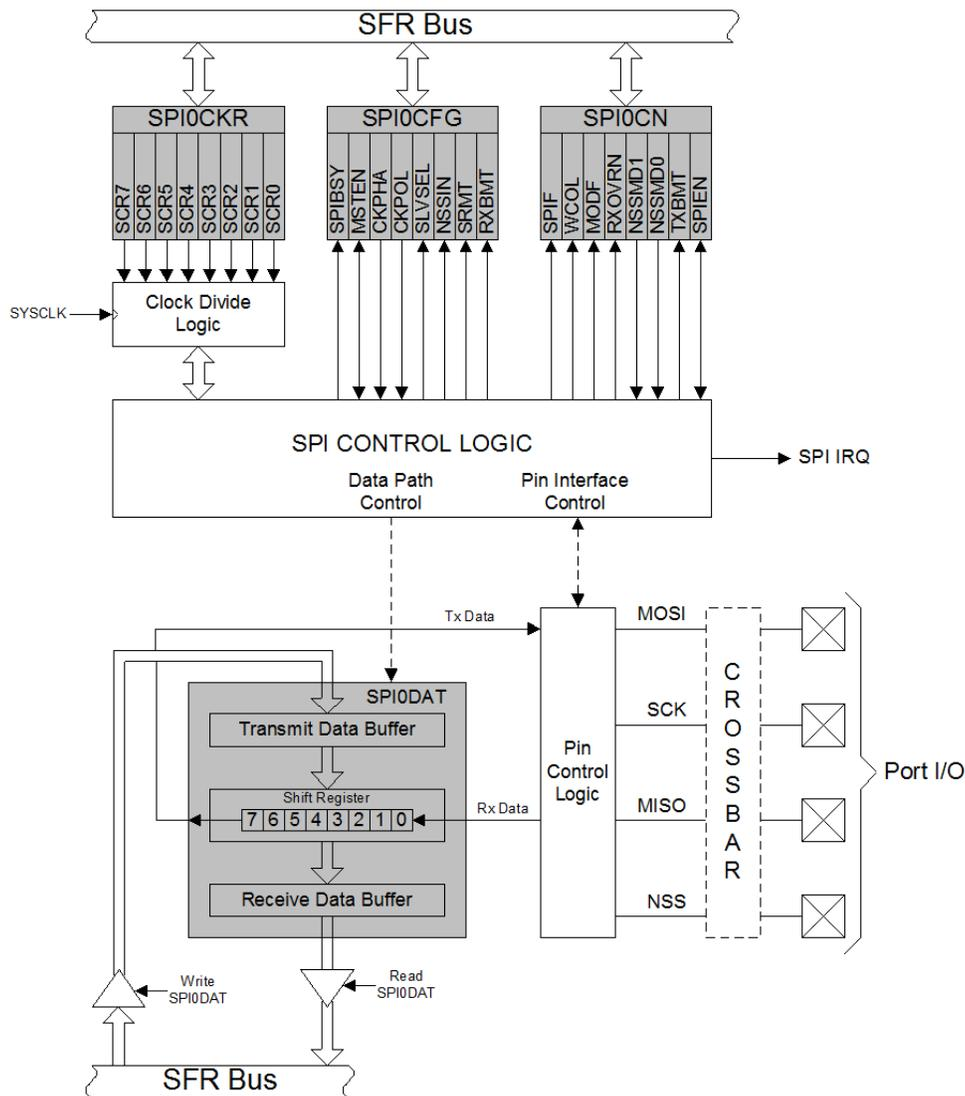 SFR Bus
SPI0CKR
SPI0CFG
SPI0CN
SCR7
SCR6
SCR5
SCR4
SCR3
SCR2
SCR1
SCR0
SPIBSY
MSTEN
CKPHA
CKPOL
SLVSEL
NSSIN
SRMT
RXBMT
SPIF
WCOL
MODF
RXOVRN
NSSMD1
NSSMD0
TXBMT
SPIEN
SYSCLK
Clock Divide
Logic
SPI CONTROL LOGIC
SPI IRQ
Data Path
Control
Pin Interface
Control
Tx Data
MOSI
SPI0DAT
Transmit Data Buffer
SCK
Shift Register
7 6 5 4 3 2 1 0
Rx Data
Pin
Control
Logic
MISO
Receive Data Buffer
NSS
CROSSBAR
Port I/O
Write
SPI0DAT
Read
SPI0DAT
SFR Bus